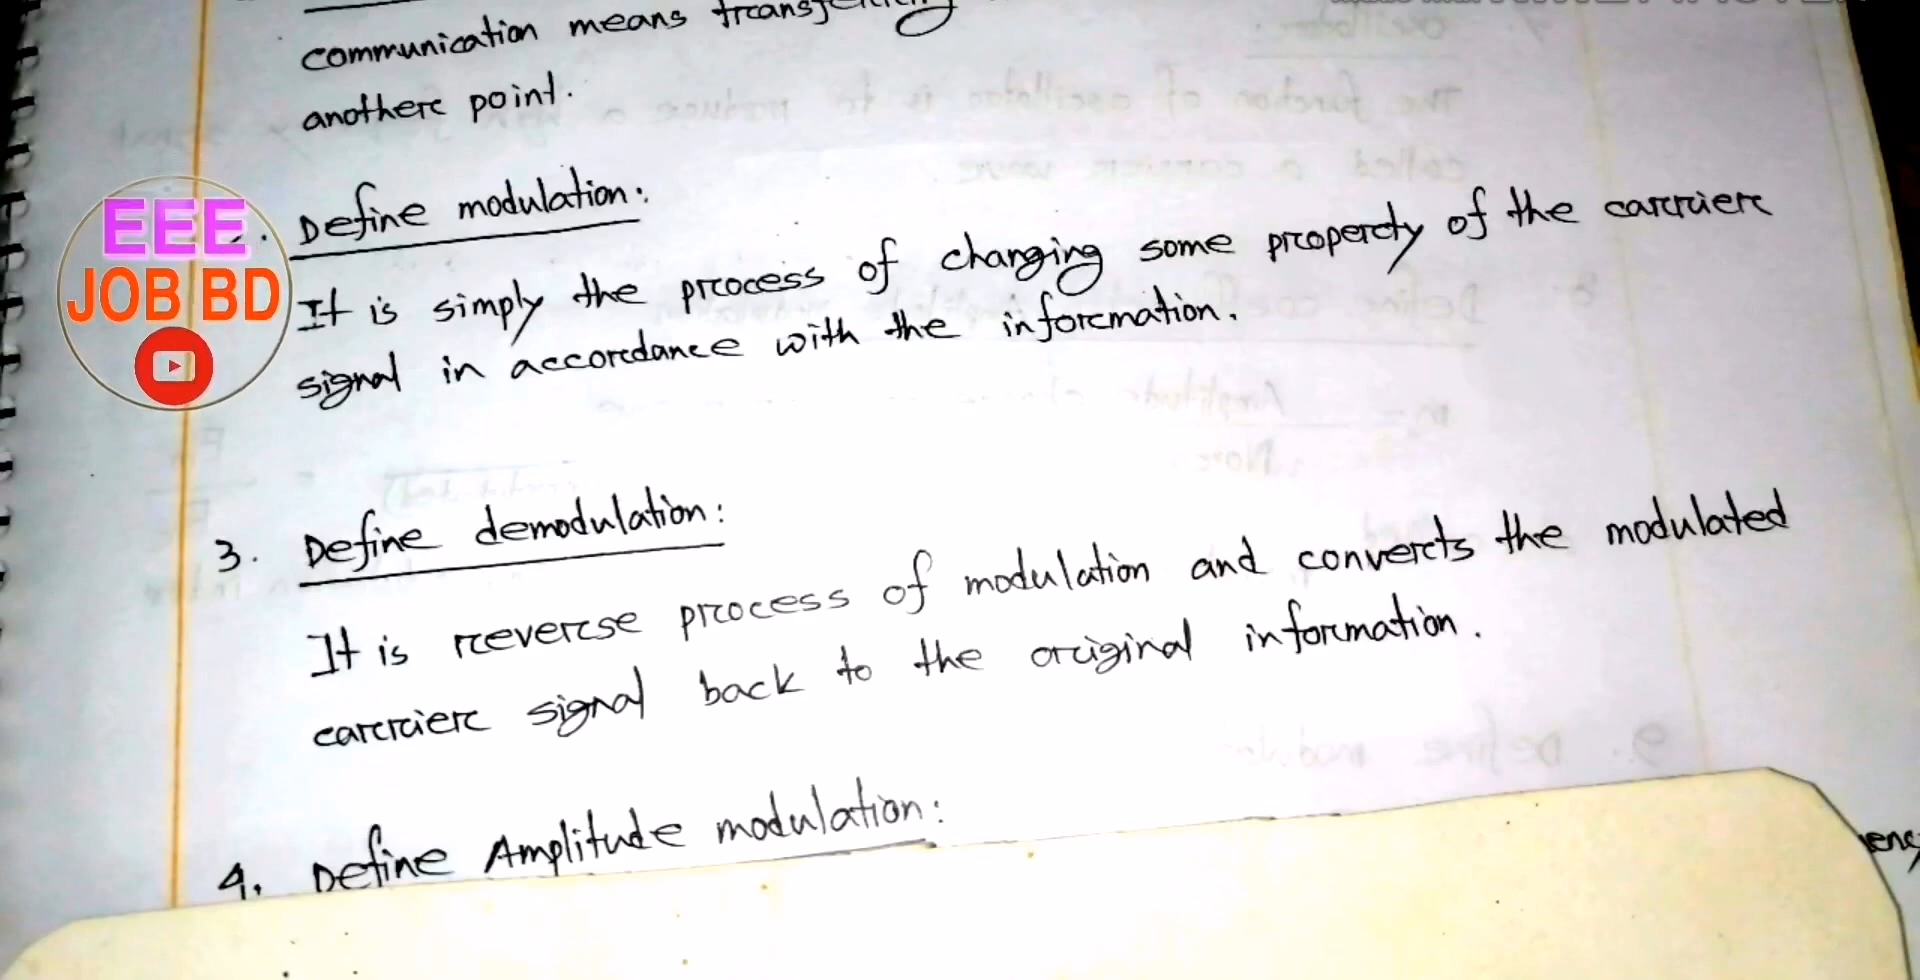 communication means
another point.
Define modulation:
It is simply the process of changing some property of the carrier
signal in accordance with the information.
3. Define demodulation:
It is reverse process of modulation and converts the modulated
carrier signal back to the original information.
4. Define Amplitude modulation:
EEE
JOB BD